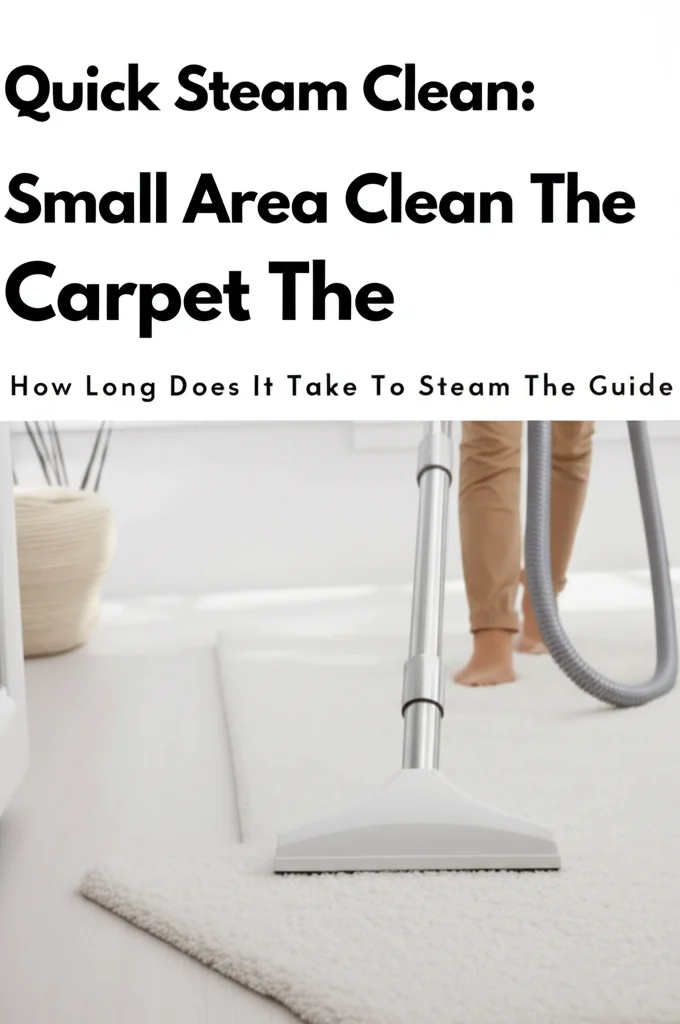 Quick Steam Clean:
Small Area Clean The
Carpet The
How Long Does It Take To Steam The Guide